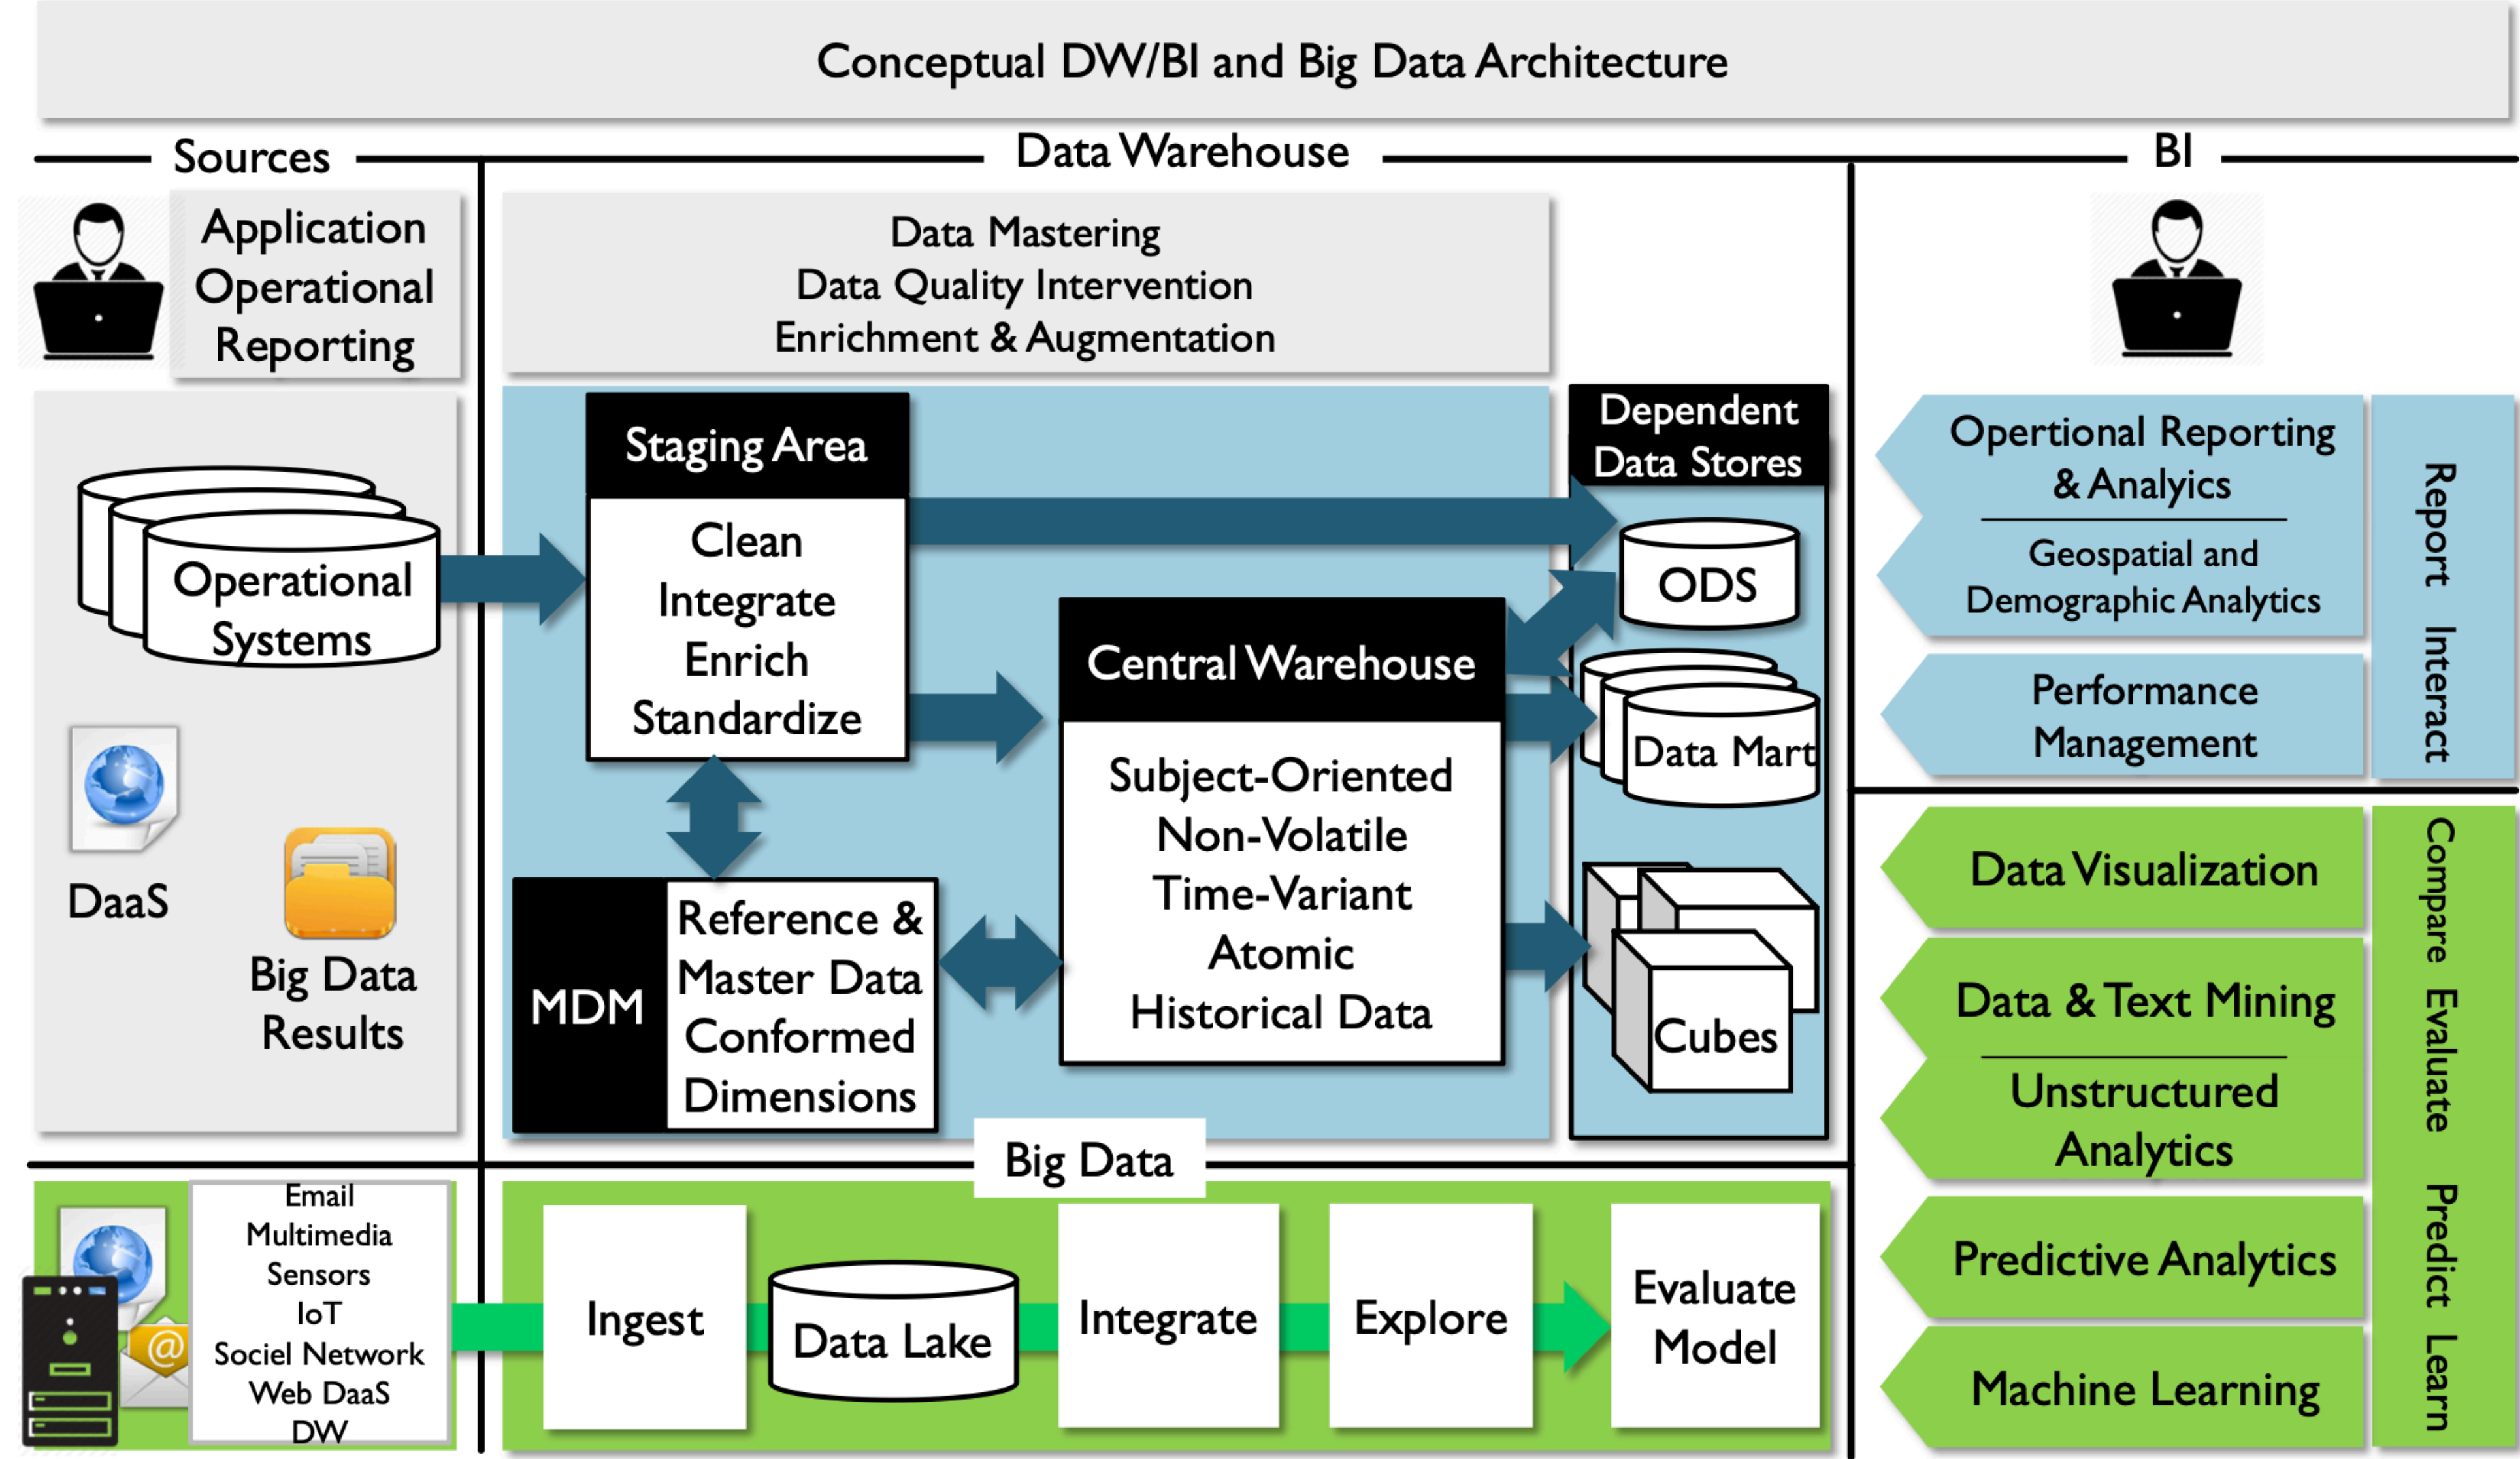 Conceptual DW/BI and Big Data Architecture
Sources
Data Warehouse
BI
Application
Operational
Reporting
Operational
Systems
DaaS
Big Data
Results
Data Mastering
Data Quality Intervention
Enrichment & Augmentation
Staging Area
Clean
Integrate
Enrich
Standardize
MDM
Reference &
Master Data
Conformed
Dimensions
Central Warehouse
Subject-Oriented
Non-Volatile
Time-Variant
Atomic
Historical Data
Dependent
Data Stores
ODS
Data Mart
Cubes
Opertional Reporting
& Analyics
Geospatial and
Demographic Analytics
Performance
Management
Report Interact
Data Visualization
Data & Text Mining
Unstructured
Analytics
Predictive Analytics
Machine Learning
Compare Evaluate Predict Learn
Big Data
Email
Multimedia
Sensors
IoT
Sociel Network
Web DaaS
DW
@
Ingest
Data Lake
Integrate
Explore
Evaluate
Model